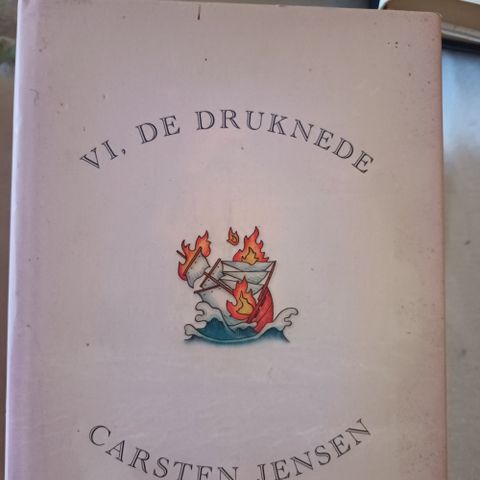 VI, DE DRUKNEDE
CARSTEN JENSEN